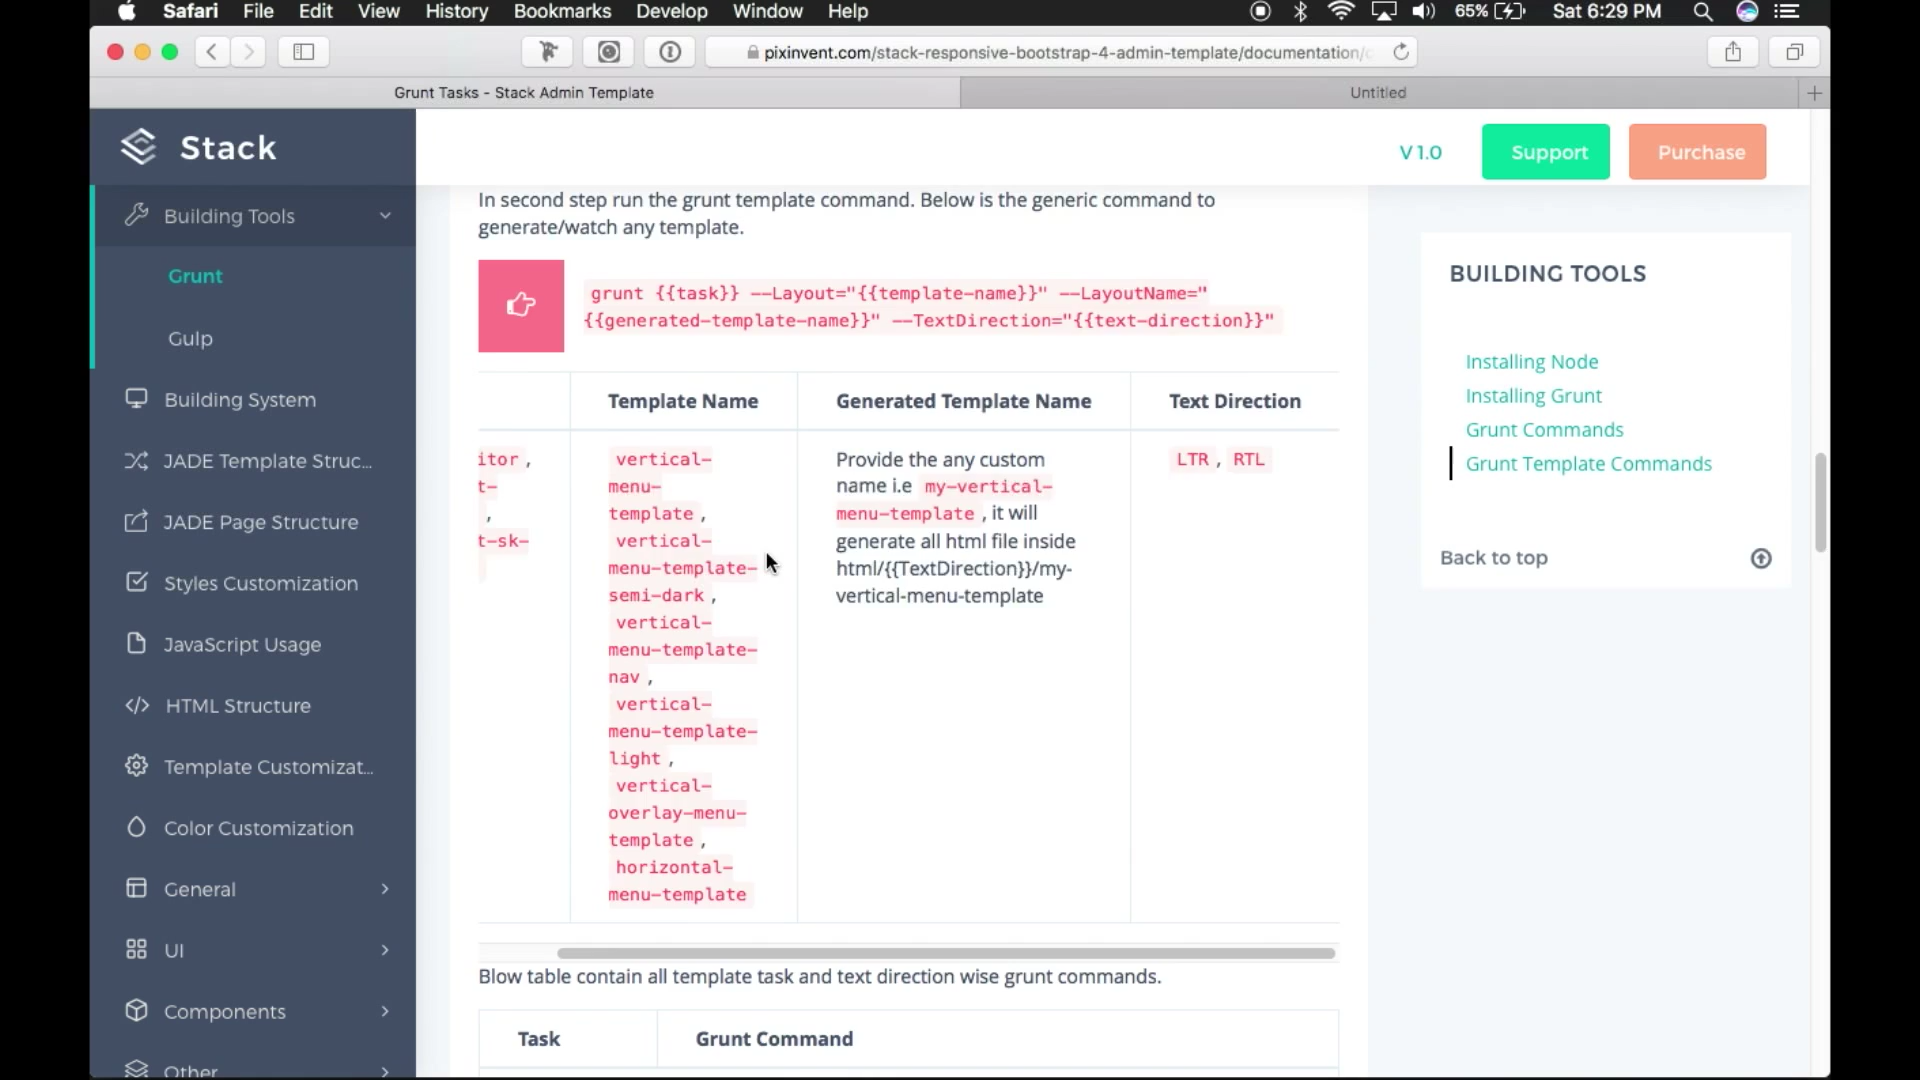 Safari File Edit View History Bookmarks Develop Window Help 65% Sat 6:29 PM
pixinvent.com/stack-responsive-bootstrap-4-admin-template/documentation/
Grunt Tasks - Stack Admin Template
Untitled
Stack
V 1.0
Support
Purchase
Building Tools
Grunt
Gulp
Building System
JADE Template Struc...
JADE Page Structure
Styles Customization
JavaScript Usage
HTML Structure
Template Customizat...
Color Customization
General
UI
Components
Other
In second step run the grunt template command. Below is the generic command to
generate/watch any template.
grunt {{task}} --Layout="{{template-name}}" --LayoutName="
{{generated-template-name}}" --TextDirection="{{text-direction}}"
Template Name
Generated Template Name
Text Direction
itor ,
t-
,
t-sk-
vertical-
menu-
template ,
vertical-
menu-template-
semi-dark ,
vertical-
menu-template-
nav ,
vertical-
menu-template-
light ,
vertical-
overlay-menu-
template ,
horizontal-
menu-template
Provide the any custom
name i.e my-vertical-
menu-template , it will
generate all html file inside
html/{{TextDirection}}/my-
vertical-menu-template
LTR , RTL
Blow table contain all template task and text direction wise grunt commands.
Task
Grunt Command
BUILDING TOOLS
Installing Node
Installing Grunt
Grunt Commands
Grunt Template Commands
Back to top